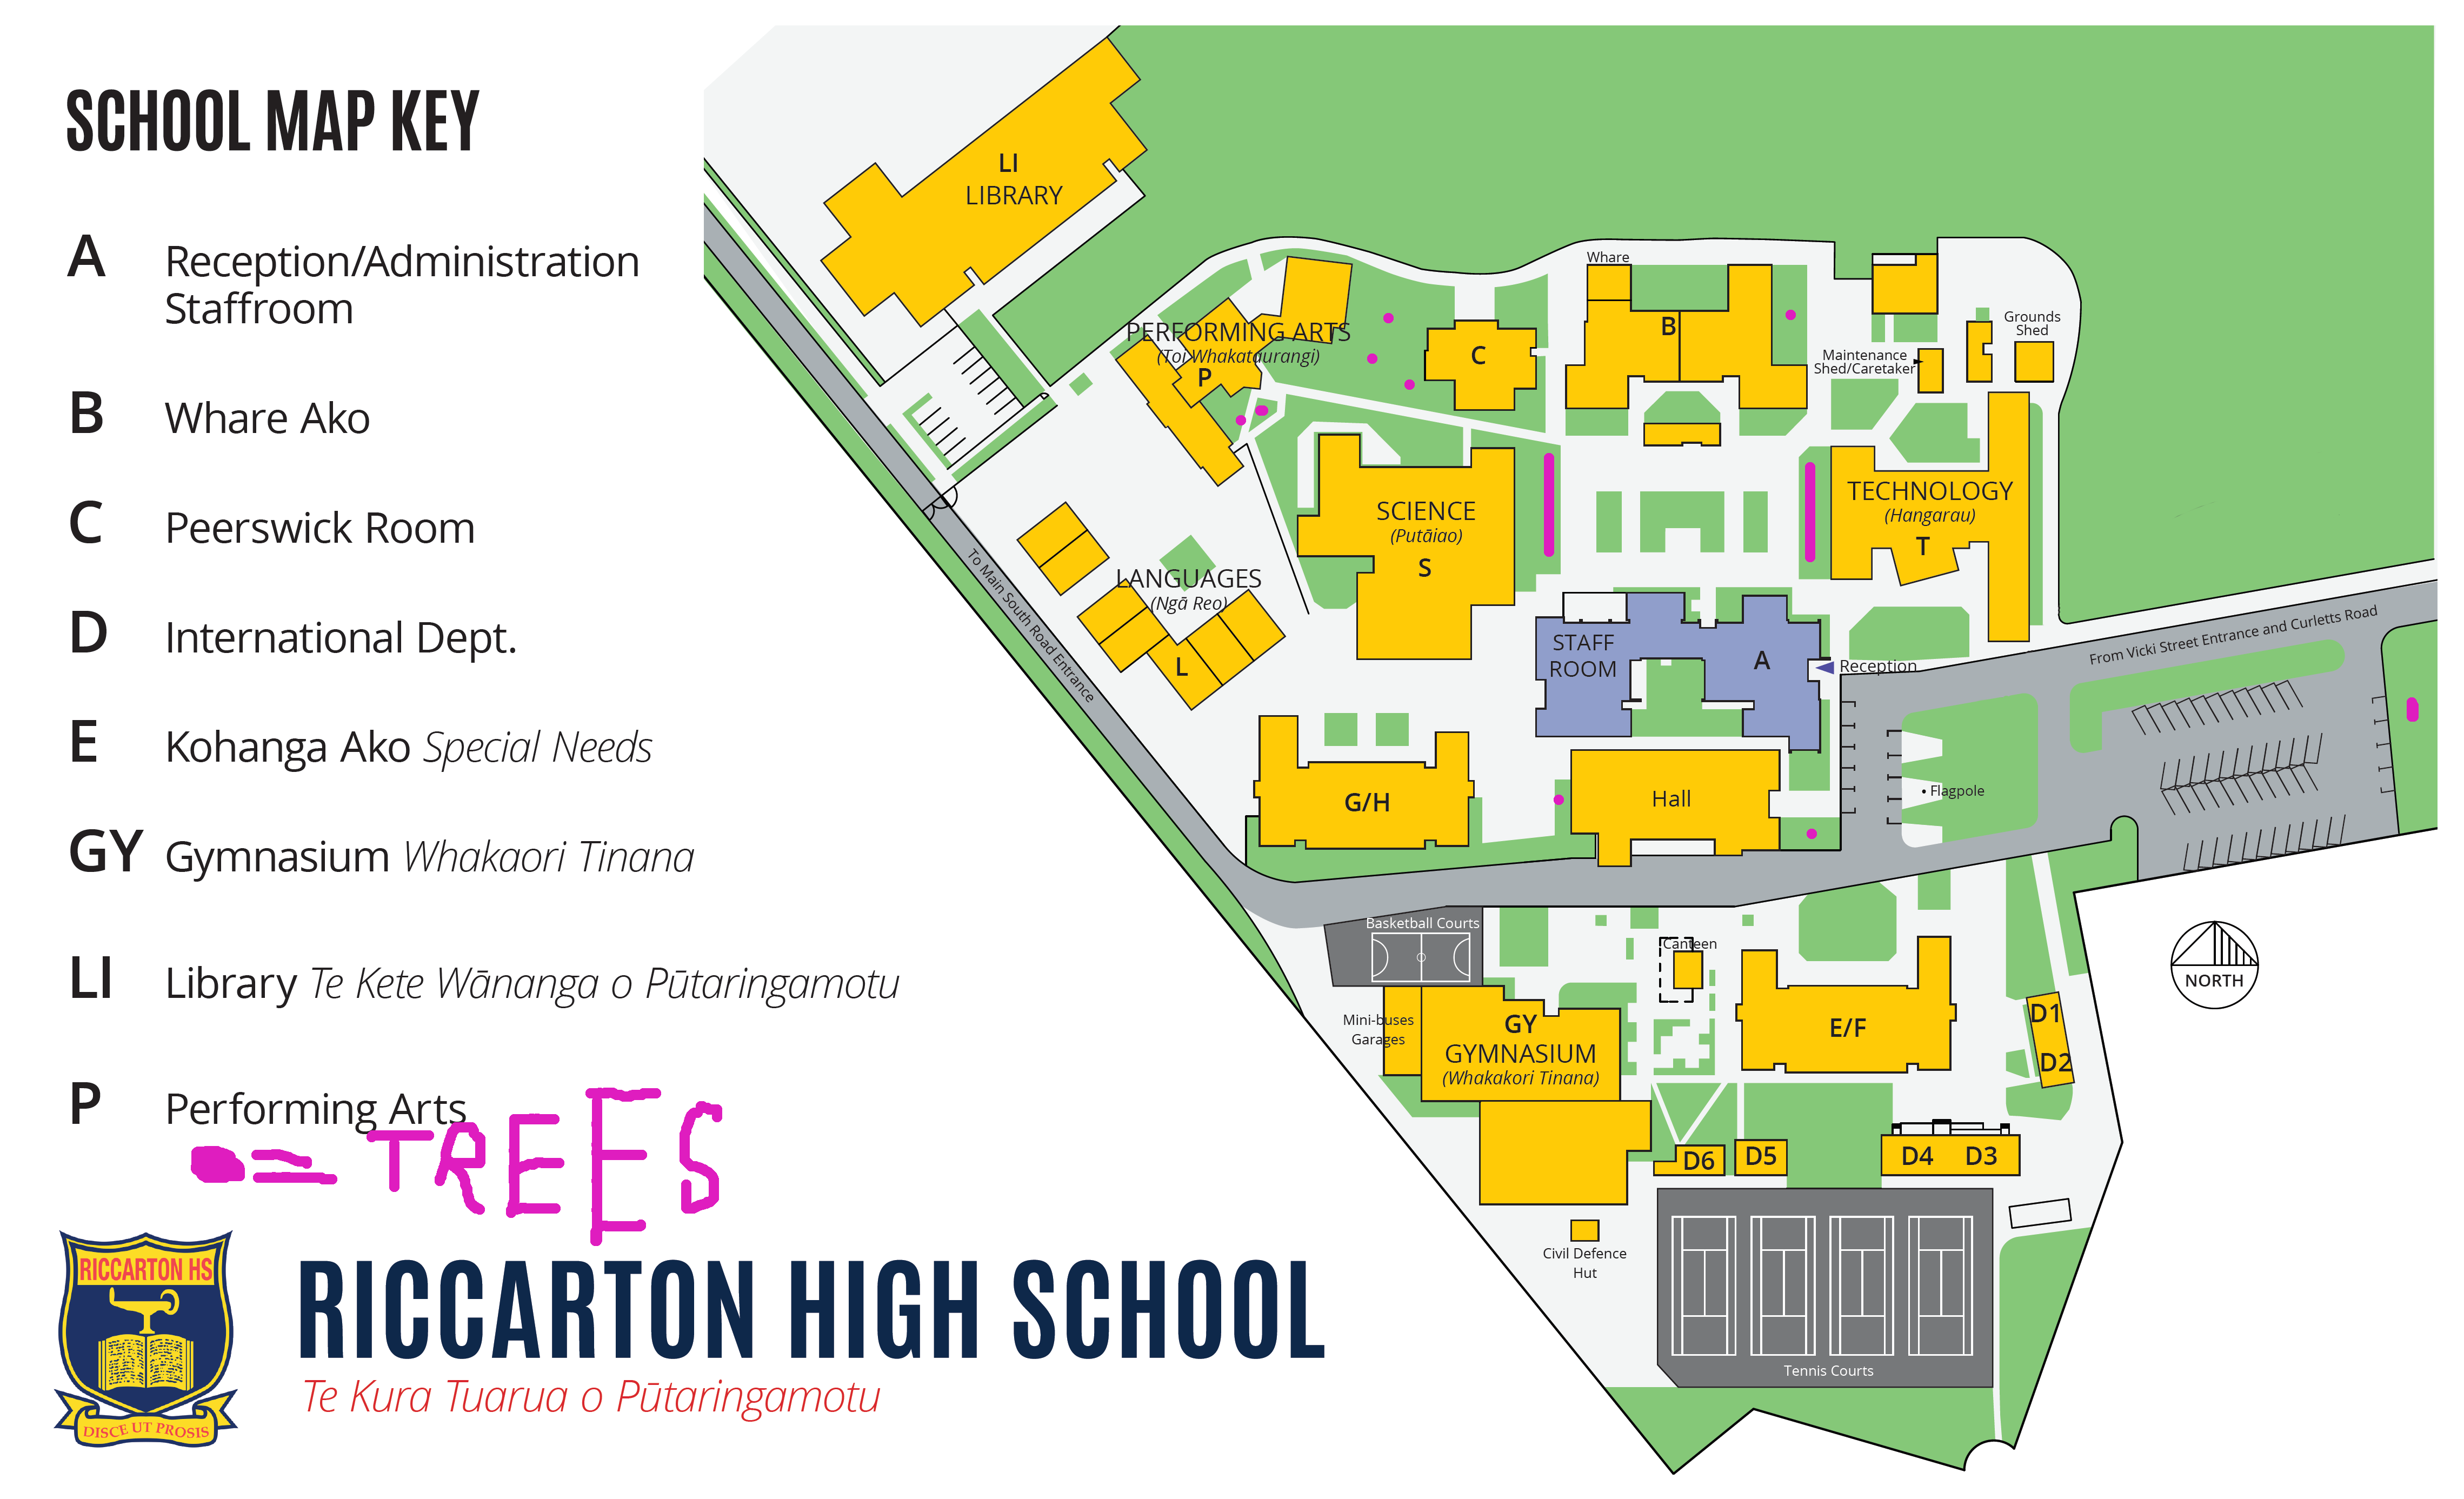 SCHOOL MAP KEY
A Reception/Administration
Staffroom
B Whare Ako
C Peerswick Room
D International Dept.
E Kohanga Ako Special Needs
GY Gymnasium Whakaori Tinana
LI Library Te Kete Wānanga o Pūtaringamotu
P Performing Arts
= TREES
RICCARTON HS
DISCE UT PROSIS
RICCARTON HIGH SCHOOL
Te Kura Tuarua o Pūtaringamotu
LI
LIBRARY
PERFORMING ARTS
(Toi Whakataurangi)
P
C
Whare
B
Maintenance
Shed/Caretaker
Grounds
Shed
SCIENCE
(Putāiao)
S
TECHNOLOGY
(Hangarau)
T
To Main South Road Entrance
LANGUAGES
(Ngā Reo)
L
STAFF
ROOM
A
Reception
From Vicki Street Entrance and Curletts Road
G/H
Hall
Flagpole
Basketball Courts
Canteen
Mini-buses
Garages
GY
GYMNASIUM
(Whakakori Tinana)
E/F
D1
D2
NORTH
D6
D5
D4
D3
Civil Defence
Hut
Tennis Courts